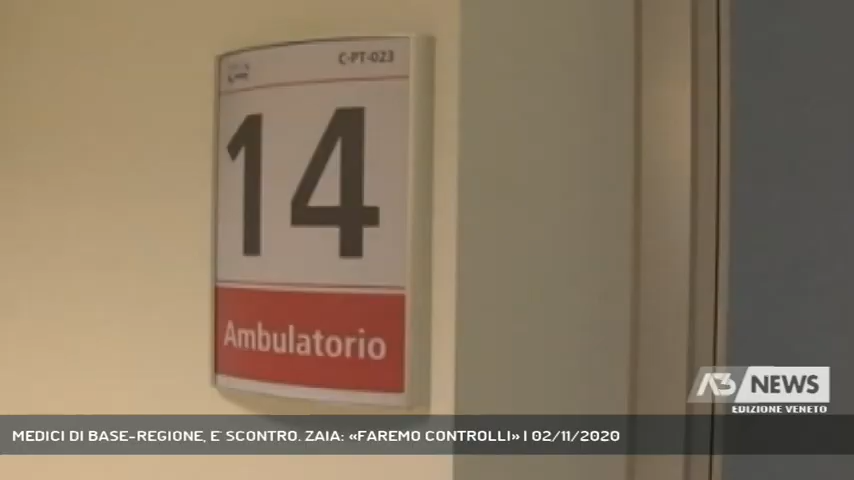 C-PT-023
14
Ambulatorio
A3 NEWS
EDIZIONE VENETO
MEDICI DI BASE-REGIONE, E' SCONTRO. ZAIA: «FAREMO CONTROLLI» | 02/11/2020